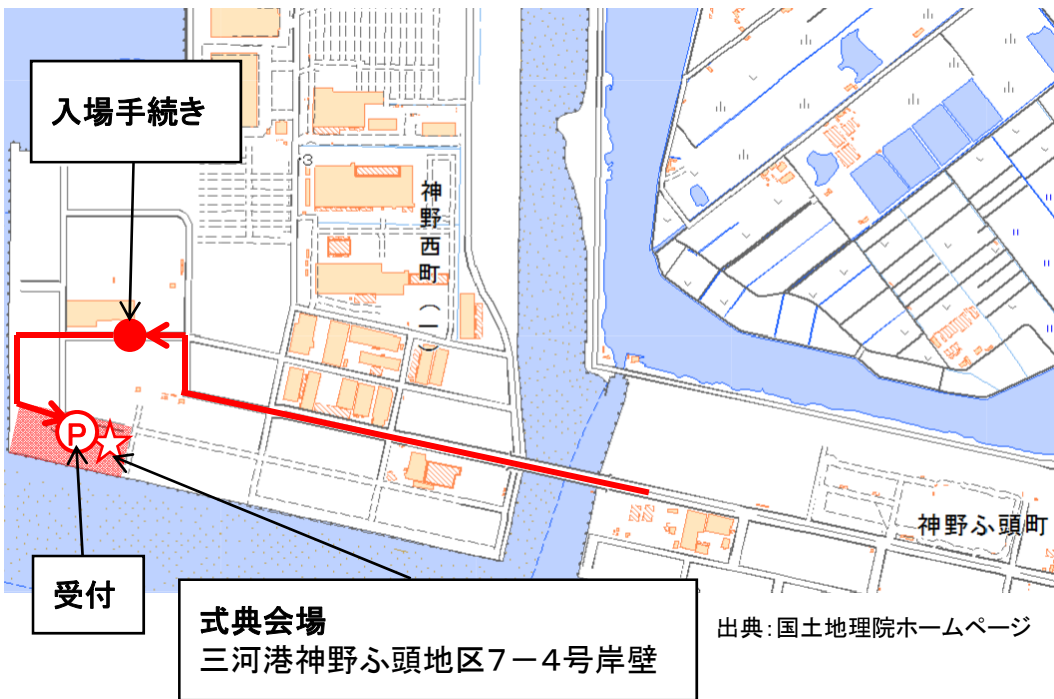 入場手続き
神野西町(一)
P
神野ふ頭町
受付
式典会場
三河港神野ふ頭地区7-4号岸壁
出典:国土地理院ホームページ